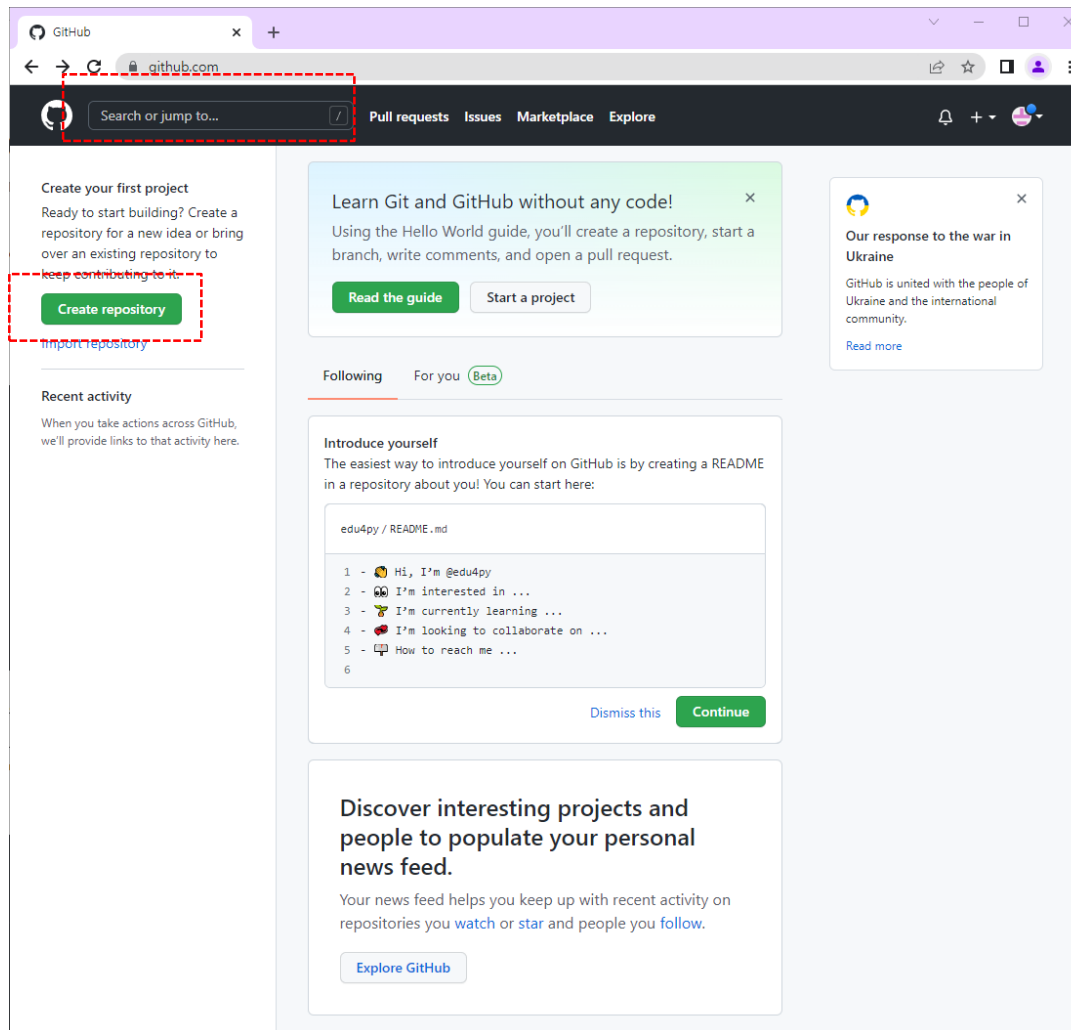 GitHub
github.com
Search or jump to... /
Pull requests Issues Marketplace Explore
Create your first project
Ready to start building? Create a
repository for a new idea or bring
over an existing repository to
keep contributing to it.
Create repository
Import repository
Recent activity
When you take actions across GitHub,
we'll provide links to that activity here.
Learn Git and GitHub without any code!
Using the Hello World guide, you'll create a repository, start a
branch, write comments, and open a pull request.
Read the guide
Start a project
Following
For you Beta
Introduce yourself
The easiest way to introduce yourself on GitHub is by creating a README
in a repository about you! You can start here:
edu4py / README.md
1 - 👋 Hi, I'm @edu4py
2 - 👀 I'm interested in ...
3 - 🌱 I'm currently learning ...
4 - 💞️ I'm looking to collaborate on ...
5 - 📫 How to reach me ...
6
Dismiss this
Continue
Discover interesting projects and
people to populate your personal
news feed.
Your news feed helps you keep up with recent activity on
repositories you watch or star and people you follow.
Explore GitHub
Our response to the war in
Ukraine
GitHub is united with the people of
Ukraine and the international
community.
Read more